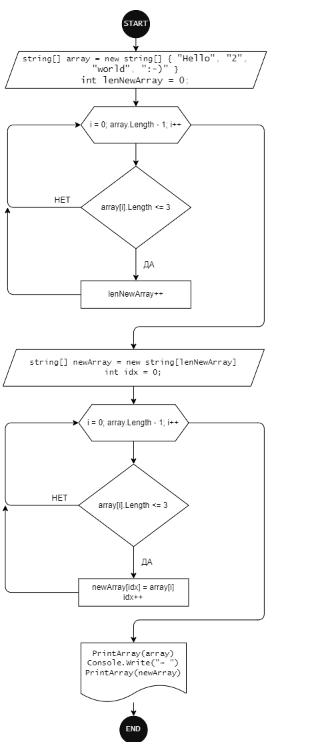 START
string[] array = new string[] { "Hello", "2",
"world", ":-)" }
int lenNewArray = 0;
i = 0; array.Length - 1; i++
НЕТ
array[i].Length <= 3
ДА
lenNewArray++
string[] newArray = new string[lenNewArray]
int idx = 0;
i = 0; array.Length - 1; i++
НЕТ
array[i].Length <= 3
ДА
newArray[idx] = array[i]
idx++
PrintArray(array)
Console.Write("→ ")
PrintArray(newArray)
END